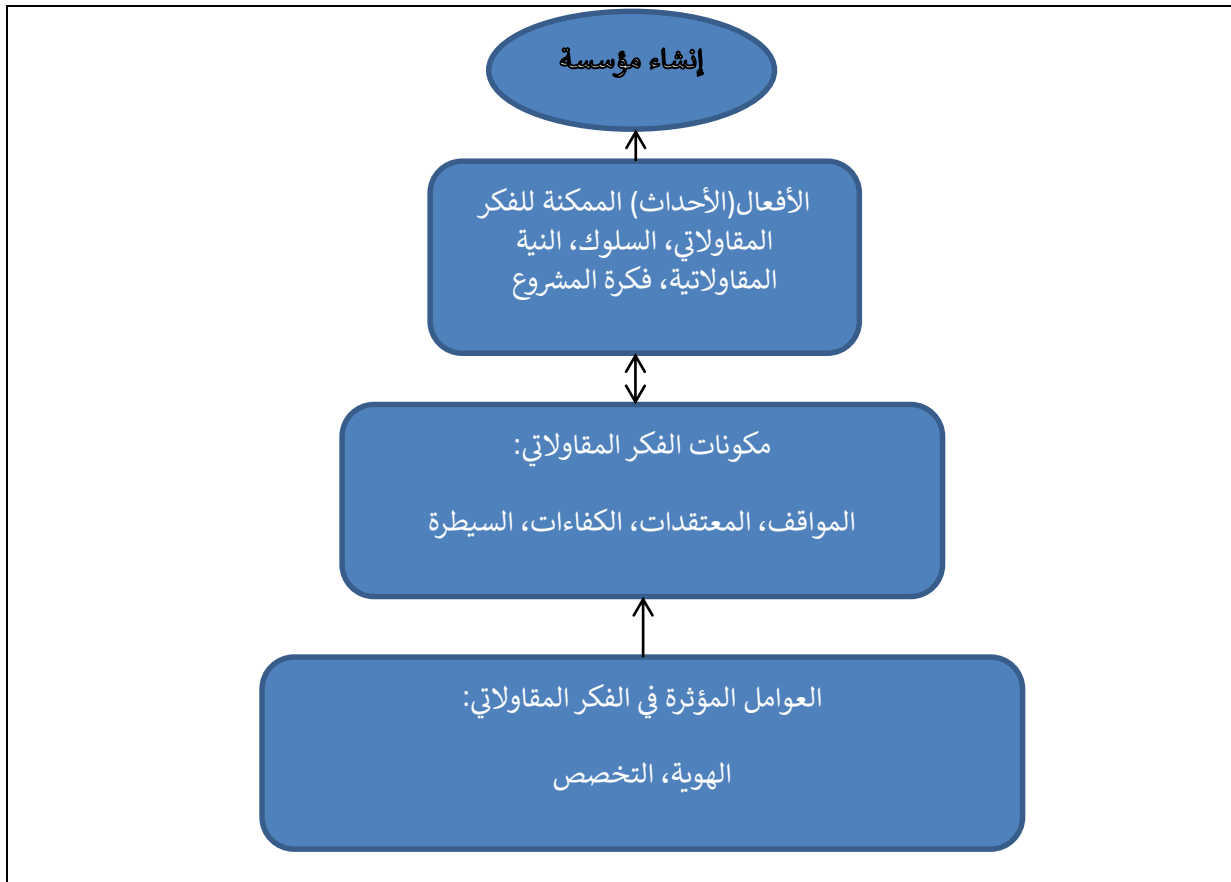 إنشاء مؤسسة
الأفعال(الأحداث) الممكنة للفكر
المقاولاتي، السلوك، النية
المقاولاتية، فكرة المشروع
مكونات الفكر المقاولاتي:
المواقف، المعتقدات، الكفاءات، السيطرة
العوامل المؤثرة في الفكر المقاولاتي:
الهوية، التخصص